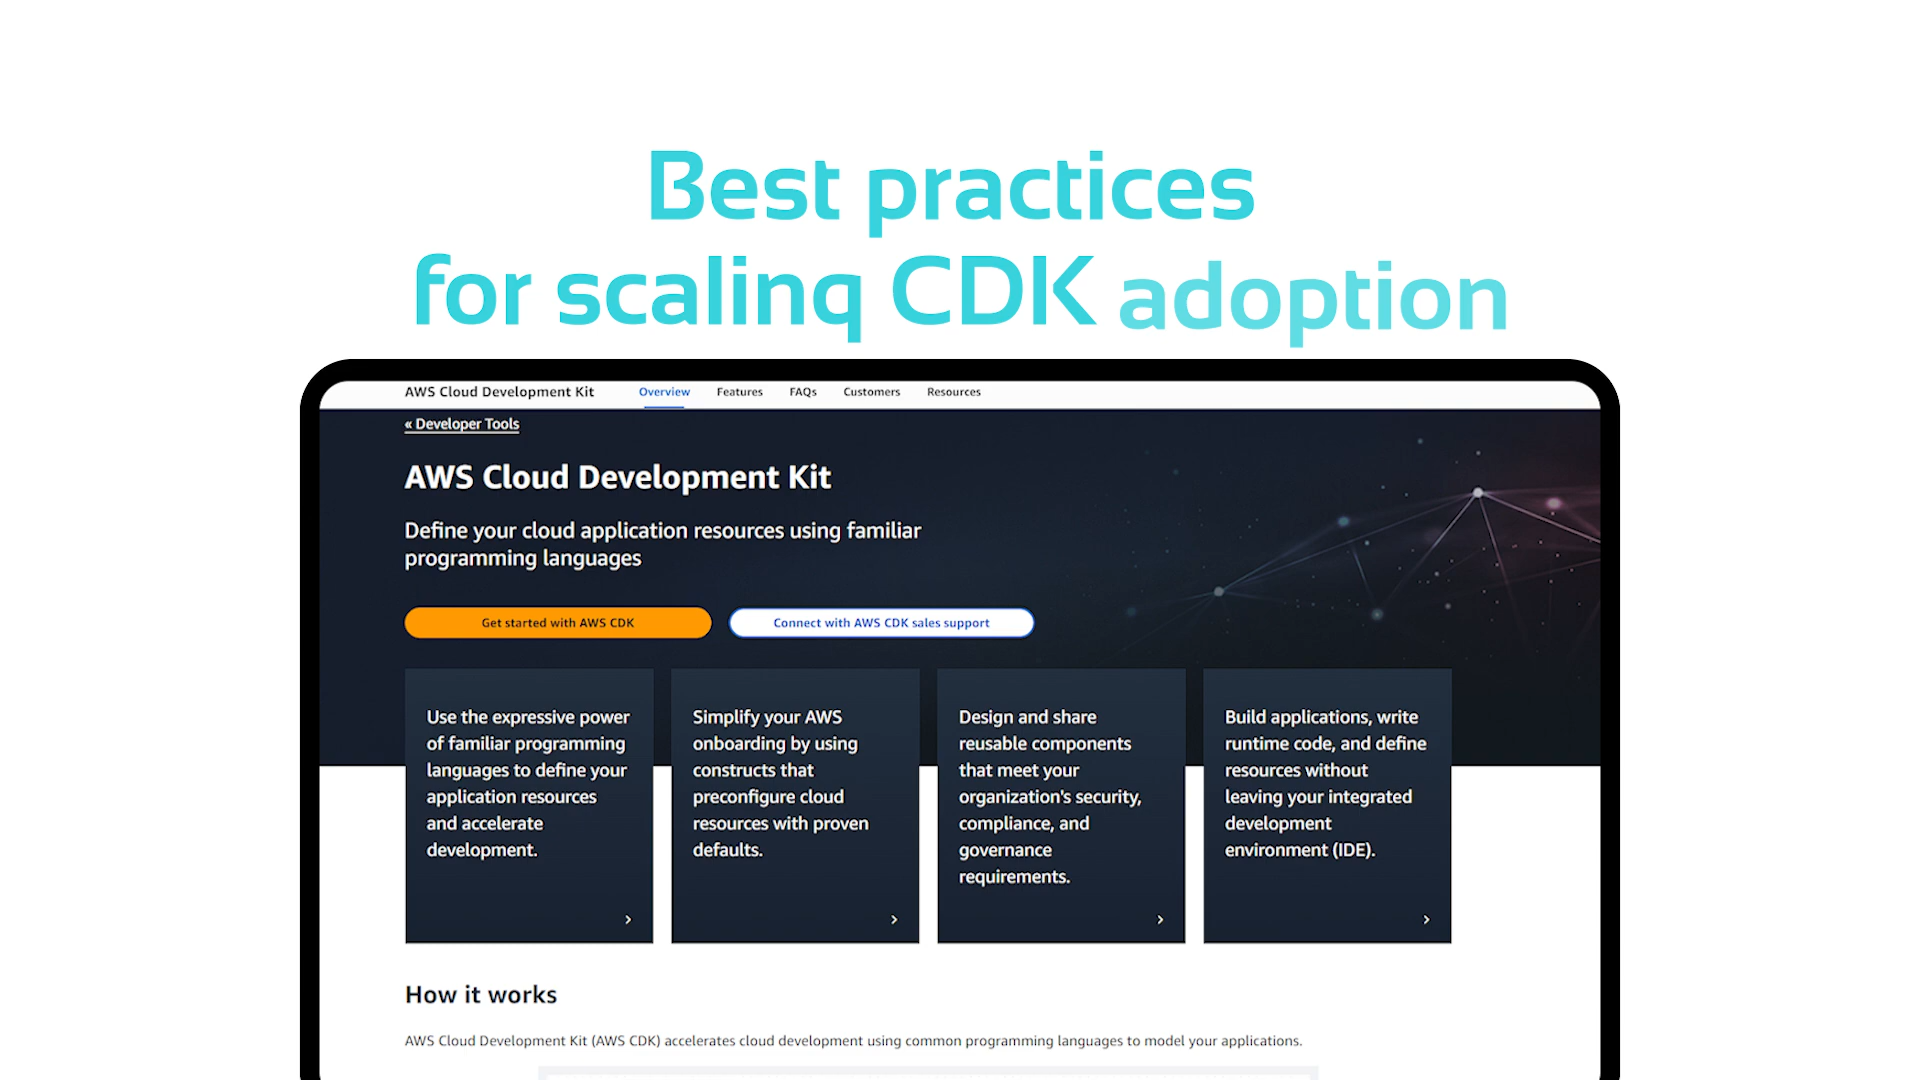 Best practices
for scaling CDK adoption
AWS Cloud Development Kit Overview Features FAQs Customers Resources
« Developer Tools
AWS Cloud Development Kit
Define your cloud application resources using familiar
programming languages
Get started with AWS CDK
Connect with AWS CDK sales support
Use the expressive power
of familiar programming
languages to define your
application resources
and accelerate
development.
Simplify your AWS
onboarding by using
constructs that
preconfigure cloud
resources with proven
defaults.
Design and share
reusable components
that meet your
organization's security,
compliance, and
governance
requirements.
Build applications, write
runtime code, and define
resources without
leaving your integrated
development
environment (IDE).
How it works
AWS Cloud Development Kit (AWS CDK) accelerates cloud development using common programming languages to model your applications.